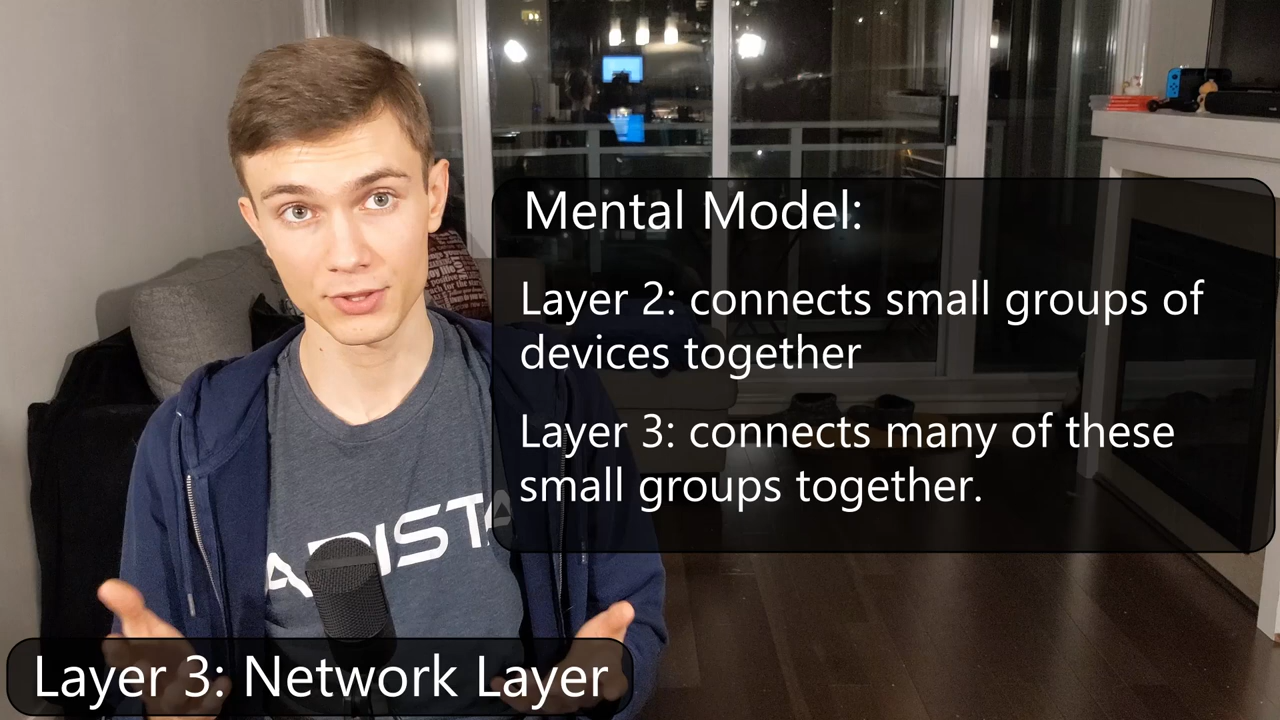 Mental Model:
Layer 2: connects small groups of
devices together
Layer 3: connects many of these
small groups together.
ARISTA
Layer 3: Network Layer